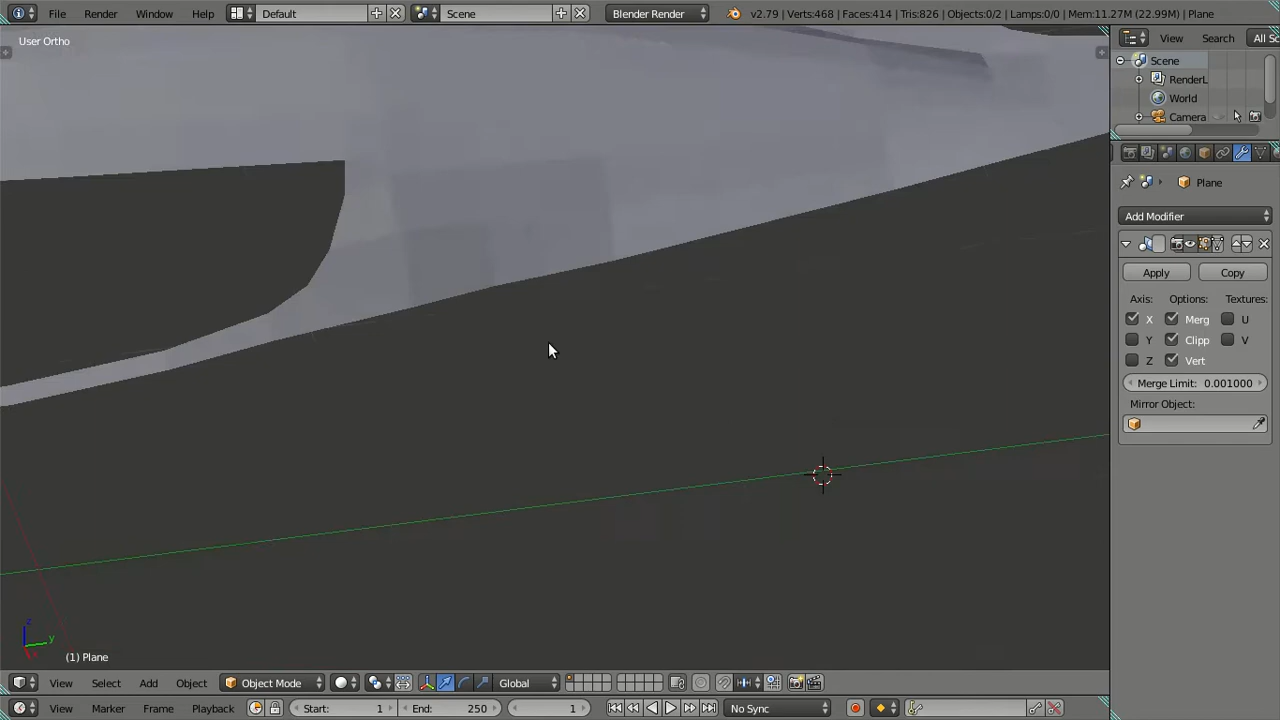 File Render Window Help Default Scene Blender Render v2.79 | Verts:468 | Faces:414 | Tris:826 | Objects:0/2 | Lamps:0/0 | Mem:11.27M (22.99M) | Plane
User Ortho
View Search All Sc
Scene
RenderL
World
Camera
Plane
Add Modifier
Apply Copy
Axis: Options: Textures:
X Merg U
Y Clipp V
Z Vert
Merge Limit: 0.001000
Mirror Object:
z
y
x
(1) Plane
View Select Add Object Object Mode Global
View Marker Frame Playback Start: 1 End: 250 1 No Sync